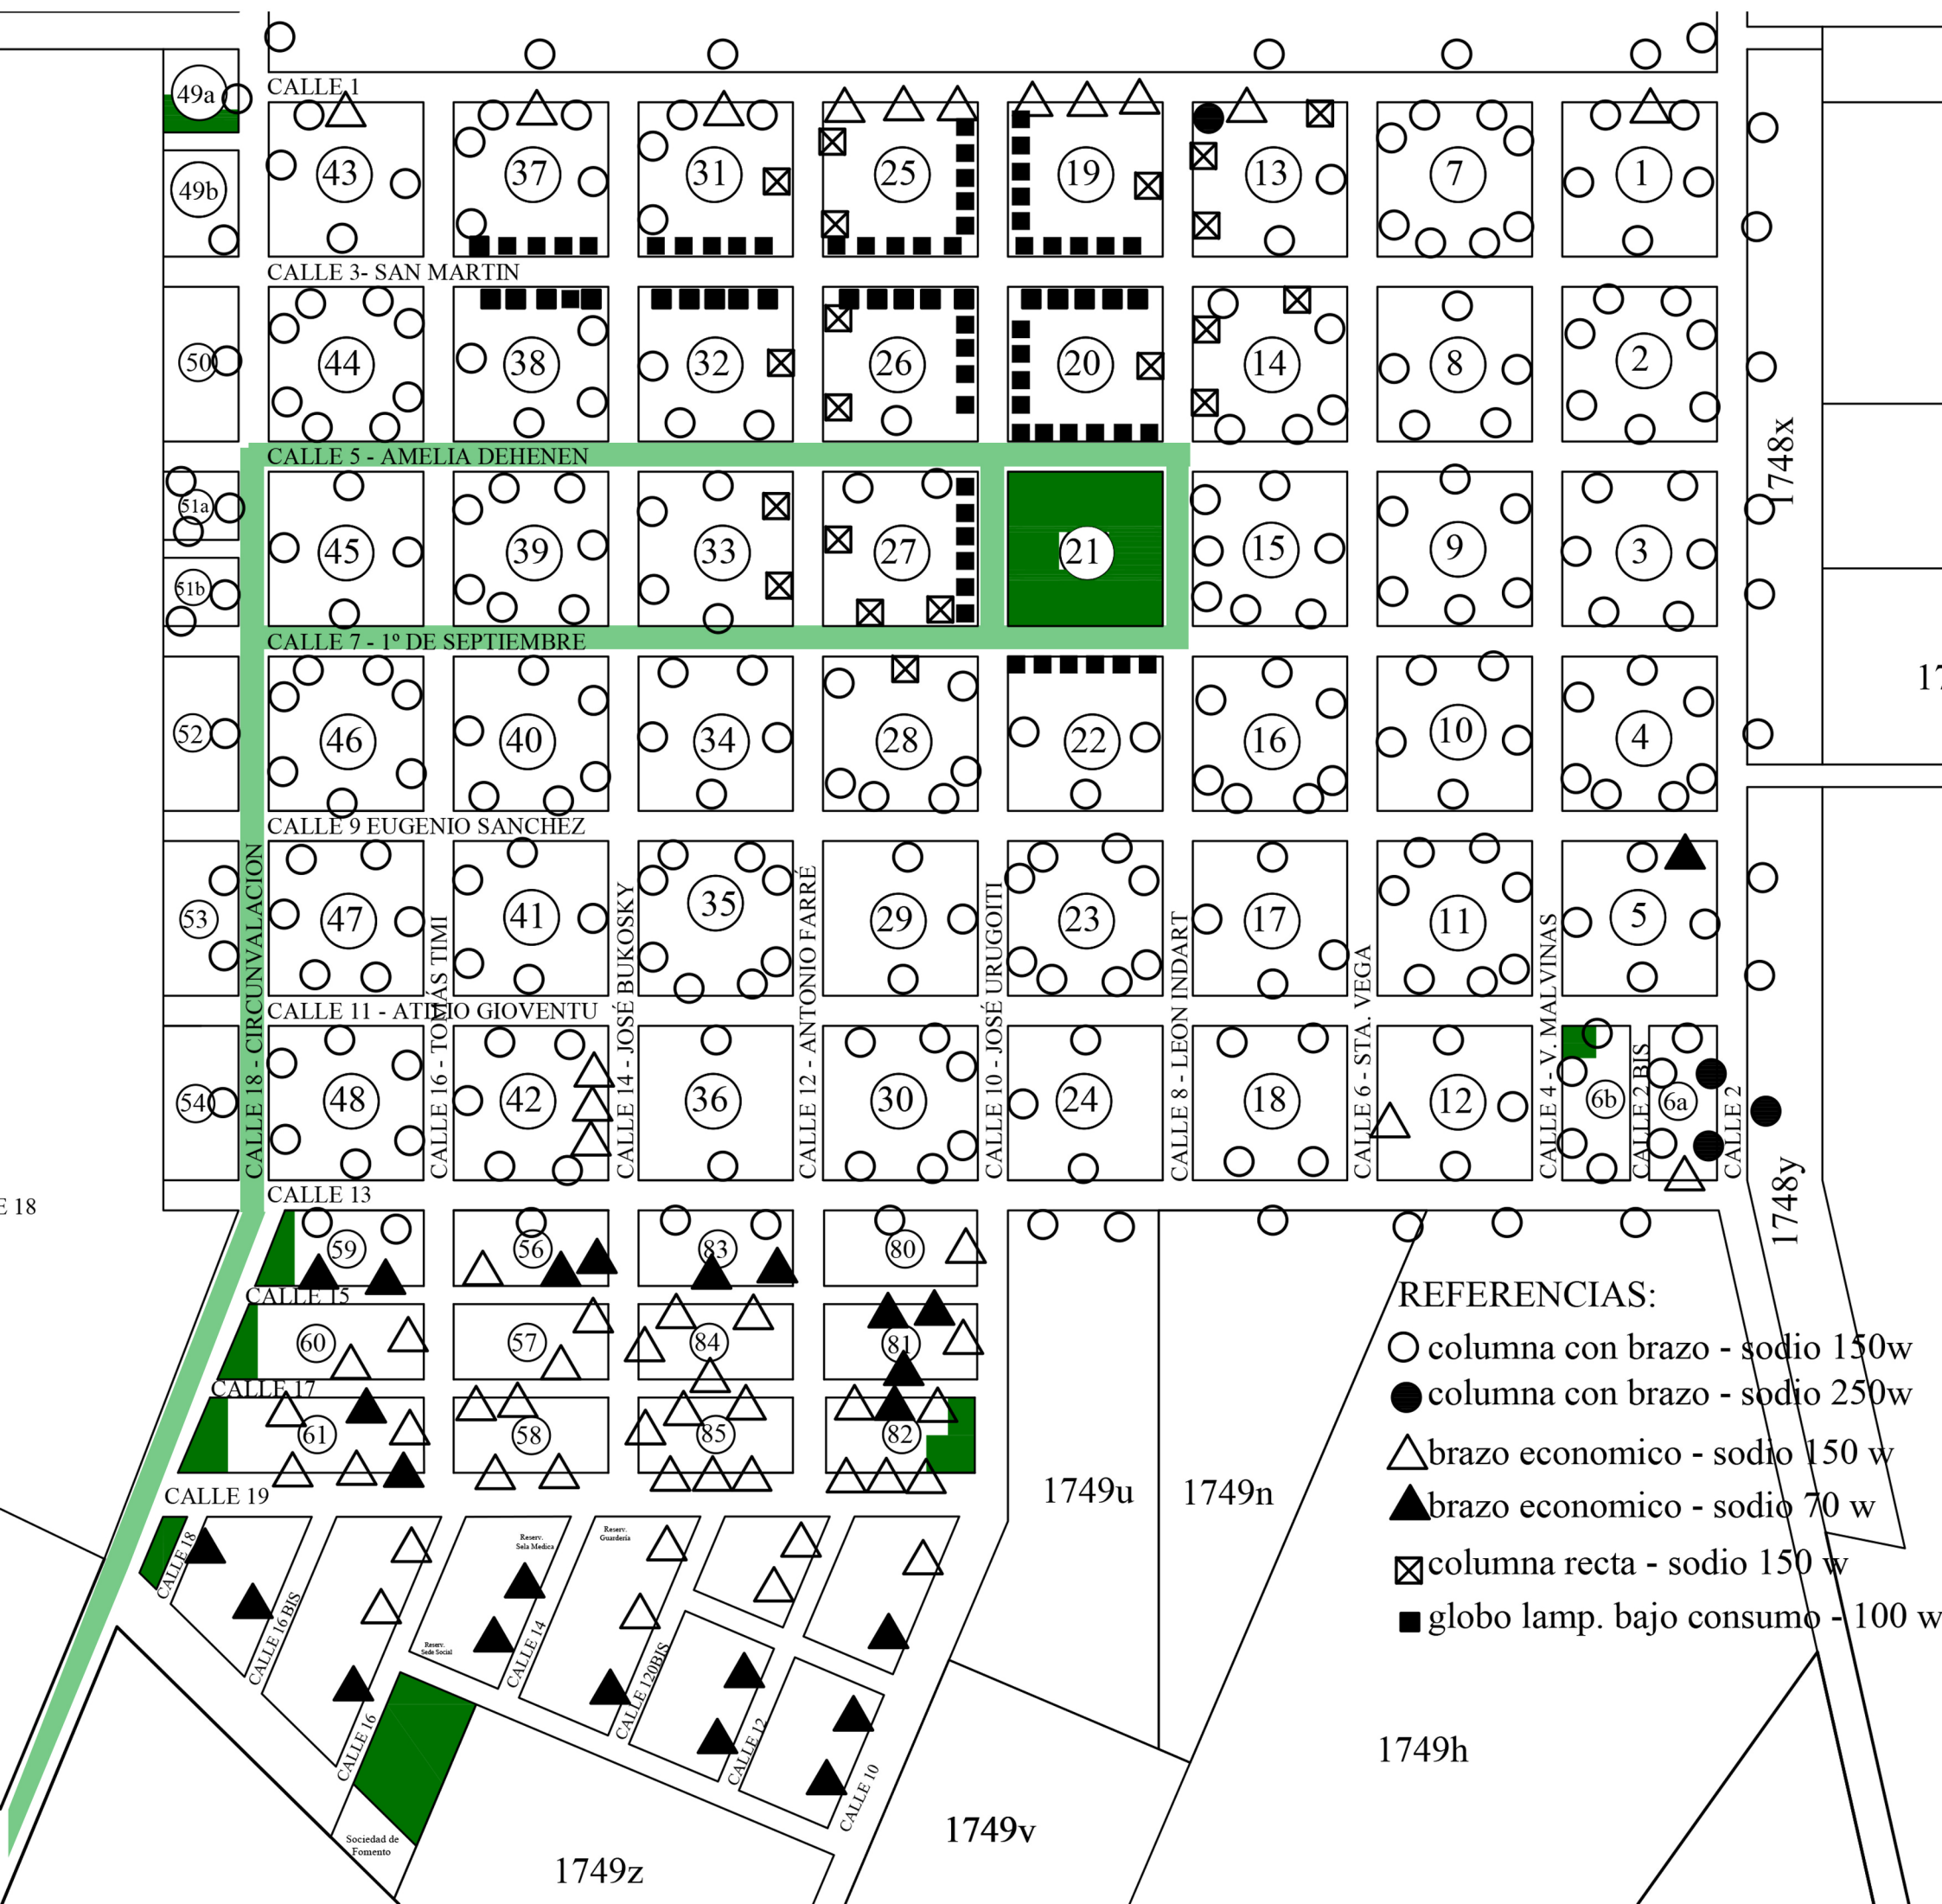 CALLE 1
49a
49b
43
37
31
25
19
13
7
1
CALLE 3- SAN MARTIN
50
44
38
32
26
20
14
8
2
1748x
CALLE 5 - AMELIA DEHENEN
51a
51b
45
39
33
27
21
15
9
3
CALLE 7 - 1º DE SEPTIEMBRE
17
52
46
40
34
28
22
16
10
4
CALLE 9 EUGENIO SANCHEZ
53
47
41
35
29
23
17
11
5
CALLE 11 - ATILIO GIOVENTU
CALLE 18 - CIRCUNVALACION
CALLE 16 - TOMÁS TIMI
CALLE 14 - JOSÉ BUKOSKY
CALLE 12 - ANTONIO FARRÈ
CALLE 10 - JOSÉ URUGOITI
CALLE 8 - LEON INDART
CALLE 6 - STA. VEGA
CALLE 4 - V. MALVINAS
CALLE 2 BIS
CALLE 2
54
48
42
36
30
24
18
12
6b
6a
1748y
E 18
CALLE 13
59
56
83
80
CALLE 15
60
57
84
81
CALLE 17
61
58
85
82
CALLE 19
REFERENCIAS:
columna con brazo - sodio 150w
columna con brazo - sodio 250w
brazo economico - sodio 150 w
brazo economico - sodio 70 w
columna recta - sodio 150 w
globo lamp. bajo consumo - 100 w
1749u
1749n
Reserv.
Sela Medica
Reserv.
Guardería
Reserv.
Sede Social
CALLE 18
CALLE 16 BIS
CALLE 16
CALLE 14
CALLE 120BIS
CALLE 12
CALLE 10
1749h
1749v
Sociedad de
Fomento
1749z